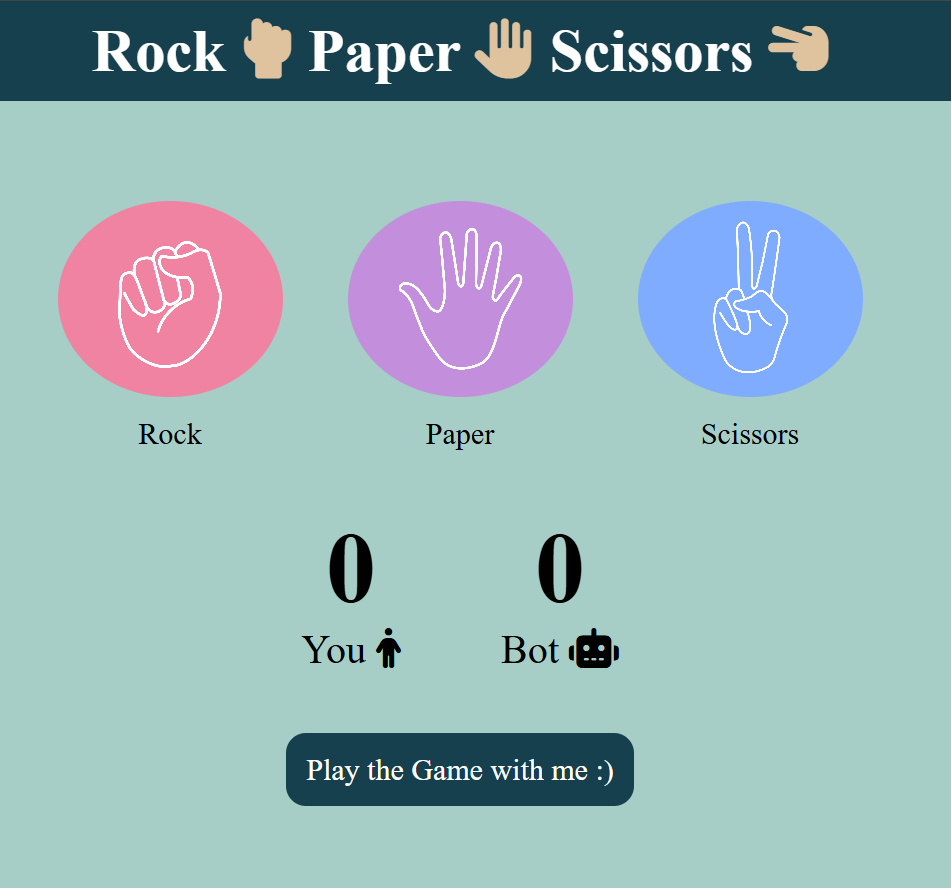 Rock Paper Scissors
Rock Paper Scissors
0 0
You Bot
Play the Game with me :)